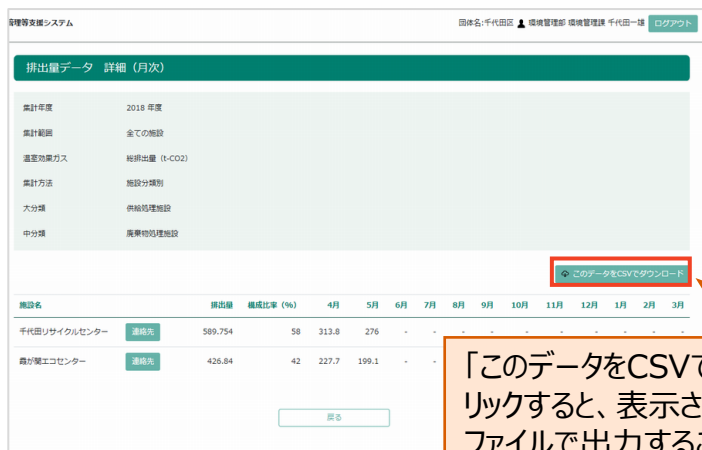 管理等支援システム
団体名:千代田区 環境管理部 環境管理課 千代田一雄 ログアウト
排出量データ 詳細（月次）
集計年度 2018 年度
集計範囲 全ての施設
温室効果ガス 総排出量（t-CO2）
集計方法 施設分類別
大分類 供給処理施設
中分類 廃棄物処理施設
このデータをCSVでダウンロード
施設名 排出量 構成比率（%） 4月 5月 6月 7月 8月 9月 10月 11月 12月 1月 2月 3月
千代田リサイクルセンター 連絡先 589.754 58 313.8 276 - - - - - - - - - -
霞が関エコセンター 連絡先 426.84 42 227.7 199.1 - -
戻る
「このデータをCSVで
リックすると、表示さ
ファイルで出力する